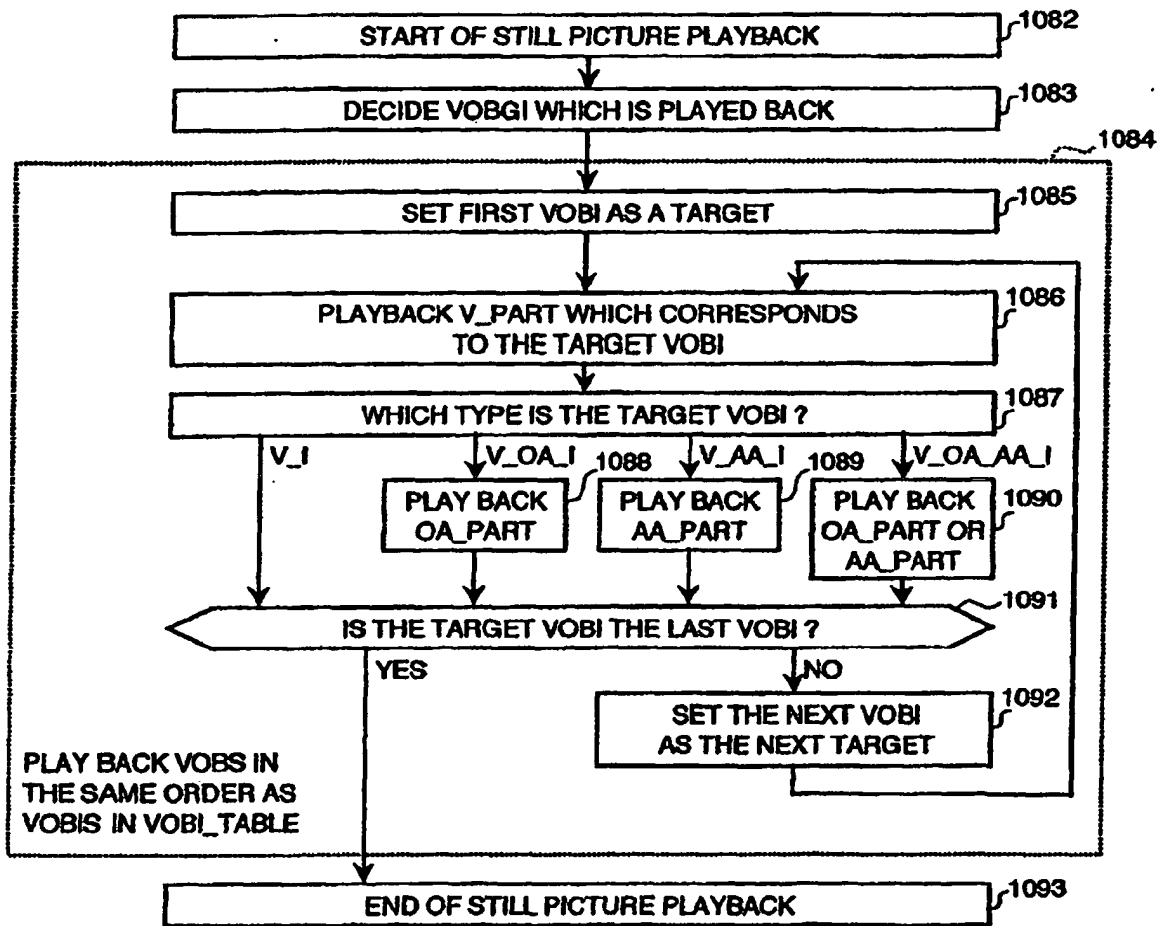 START OF STILL PICTURE PLAYBACK
1082
DECIDE VOBGI WHICH IS PLAYED BACK
1083
1084
SET FIRST VOBI AS A TARGET
1085
PLAYBACK V_PART WHICH CORRESPONDS
TO THE TARGET VOBI
1086
WHICH TYPE IS THE TARGET VOBI ?
1087
V_I
V_OA_I
V_AA_I
V_OA_AA_I
PLAY BACK
OA_PART
1088
PLAY BACK
AA_PART
1089
PLAY BACK
OA_PART OR
AA_PART
1090
IS THE TARGET VOBI THE LAST VOBI ?
1091
YES
NO
SET THE NEXT VOBI
AS THE NEXT TARGET
1092
PLAY BACK VOBS IN
THE SAME ORDER AS
VOBIS IN VOBI_TABLE
END OF STILL PICTURE PLAYBACK
1093